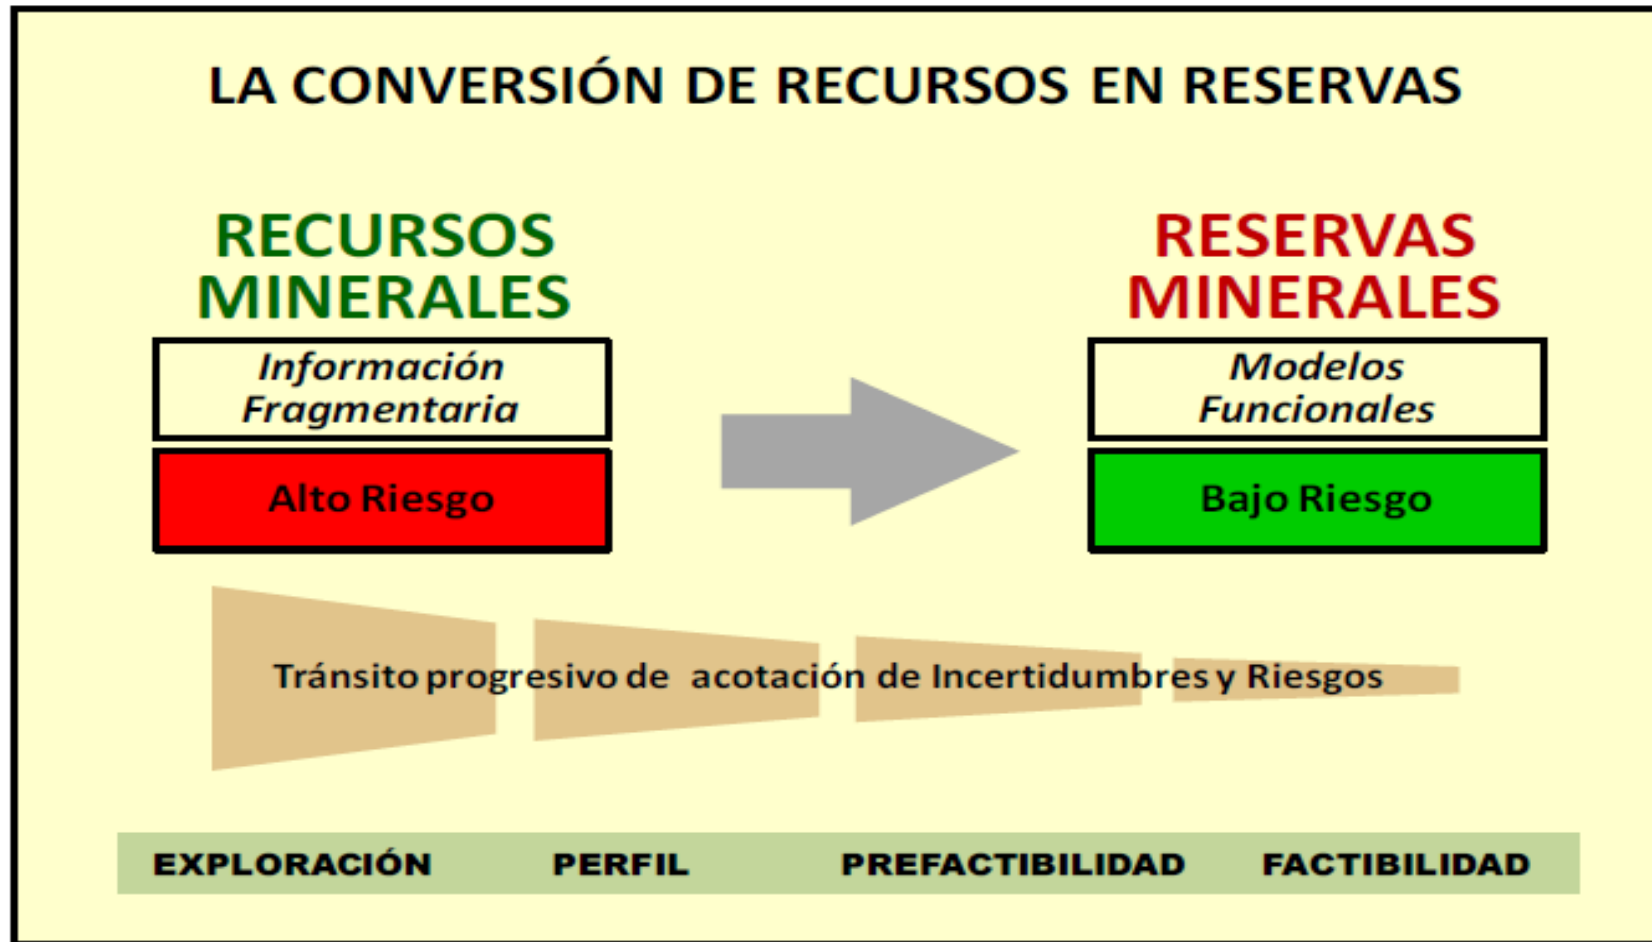 LA CONVERSIÓN DE RECURSOS EN RESERVAS
RECURSOS
MINERALES
Información
Fragmentaria
Alto Riesgo
RESERVAS
MINERALES
Modelos
Funcionales
Bajo Riesgo
Tránsito progresivo de acotación de Incertidumbres y Riesgos
EXPLORACIÓN PERFIL PREFACTIBILIDAD FACTIBILIDAD